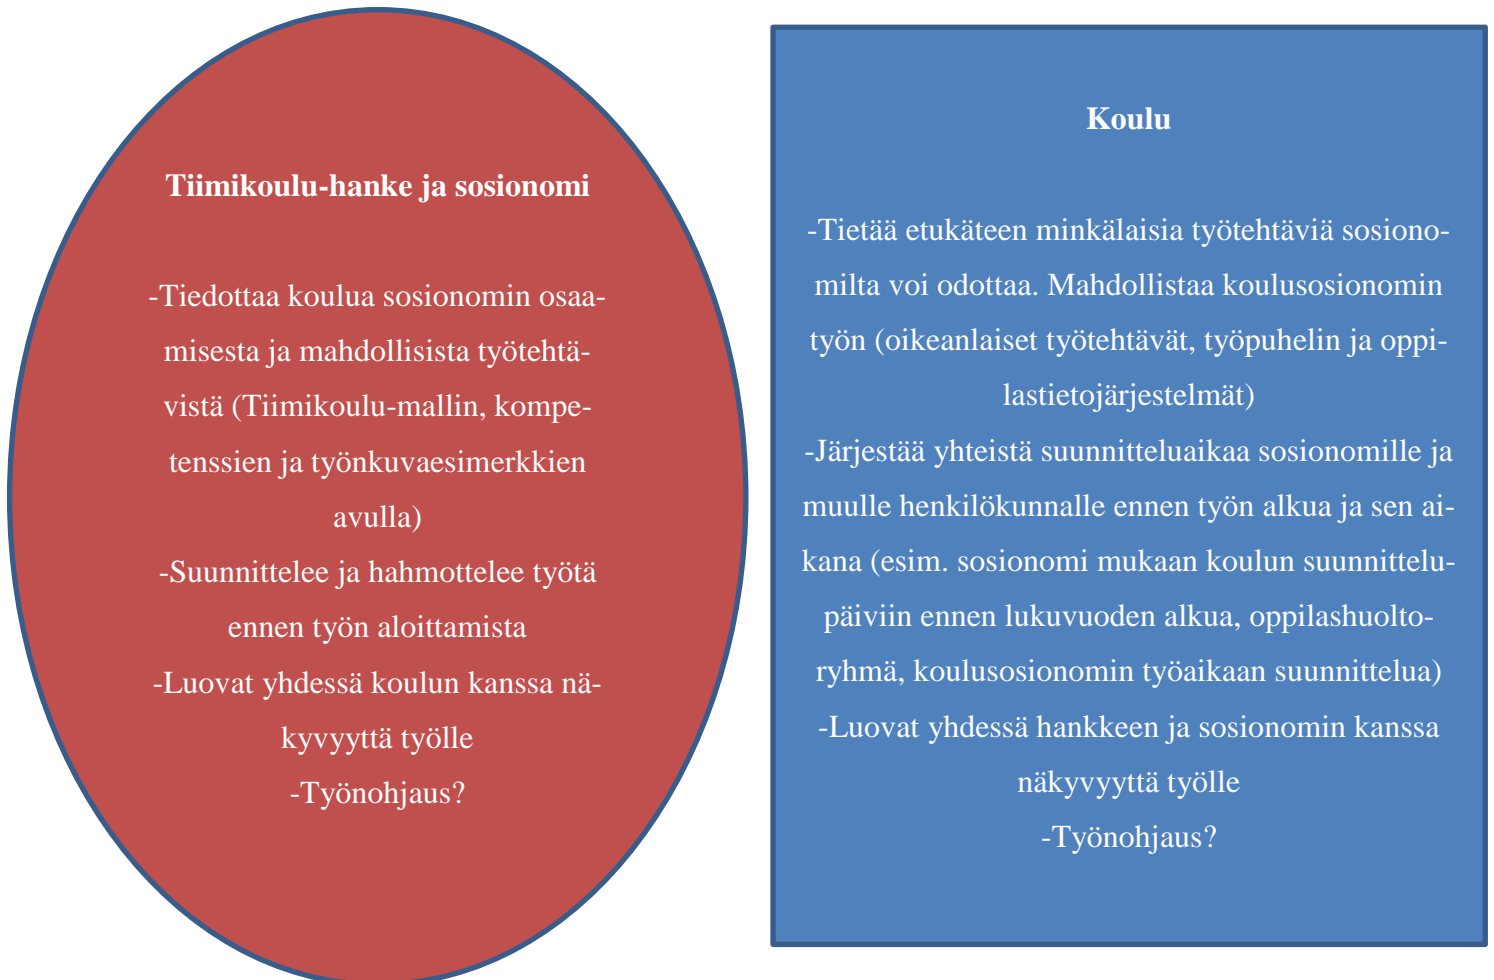 Tiimikoulu-hanke ja sosionomi
-Tiedottaa koulua sosionomin osaa-
misesta ja mahdollisista työtehtä-
vistä (Tiimikoulu-mallin, kompe-
tenssien ja työnkuvaesimerkkien
avulla)
-Suunnittelee ja hahmottelee työtä
ennen työn aloittamista
-Luovat yhdessä koulun kanssa nä-
kyvyyttä työlle
-Työnohjaus?
Koulu
-Tietää etukäteen minkälaisia työtehtäviä sosiono-
milta voi odottaa. Mahdollistaa koulusosionomin
työn (oikeanlaiset työtehtävät, työpuhelin ja oppi-
lastietojärjestelmät)
-Järjestää yhteistä suunnitteluaikaa sosionomille ja
muulle henkilökunnalle ennen työn alkua ja sen ai-
kana (esim. sosionomi mukaan koulun suunnittelu-
päiviin ennen lukuvuoden alkua, oppilashuolto-
ryhmä, koulusosionomin työaikaan suunnittelua)
-Luovat yhdessä hankkeen ja sosionomin kanssa
näkyvyyttä työlle
-Työnohjaus?